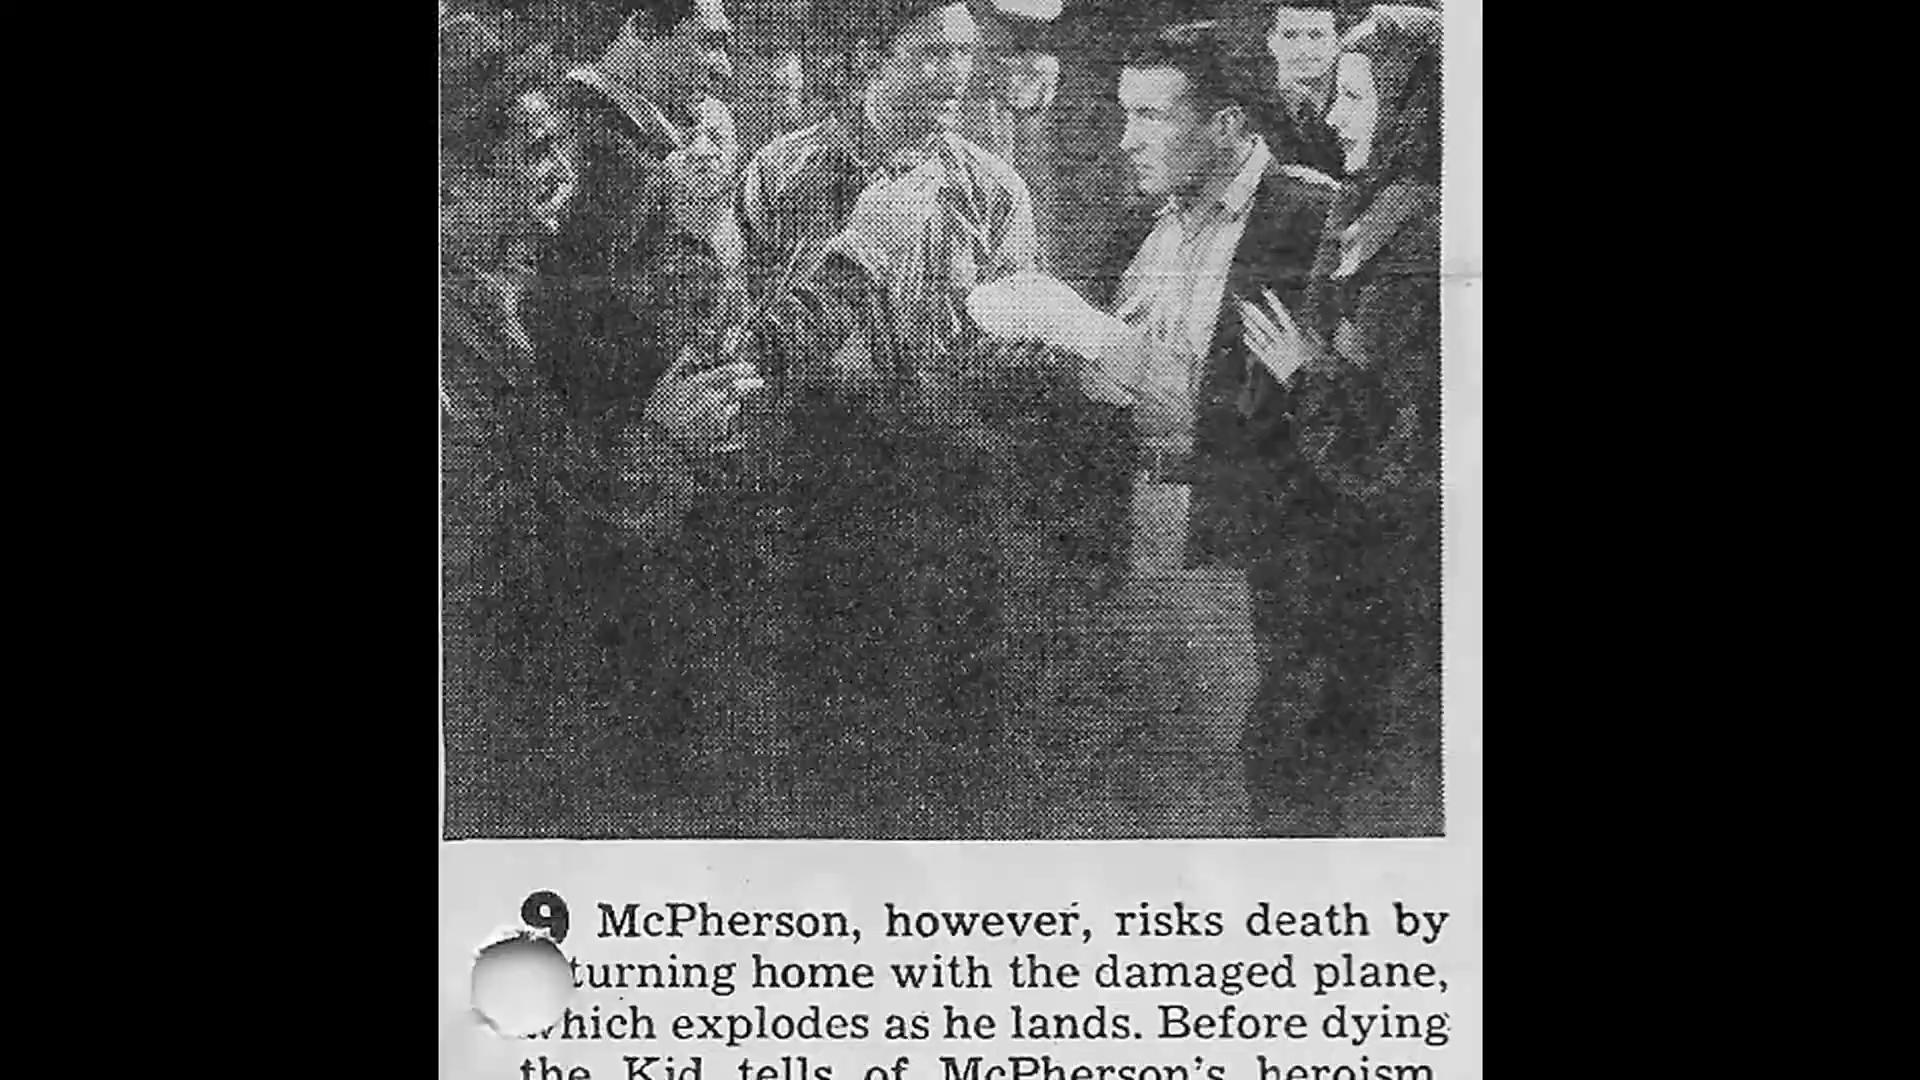 9 McPherson, however, risks death by
turning home with the damaged plane,
which explodes as he lands. Before dying
the Kid tells of McPherson's heroism.